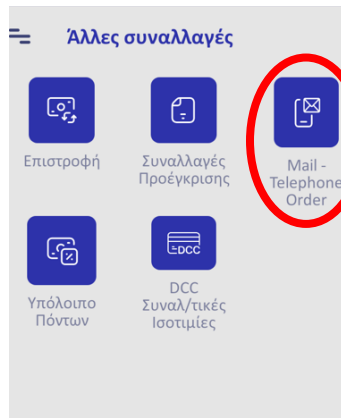 Άλλες συναλλαγές
Επιστροφή
Συναλλαγές
Προέγκρισης
Mail -
Telephone
Order
DCC
Υπόλοιπο
Πόντων
DCC
Συναλ/τικές
Ισοτιμίες